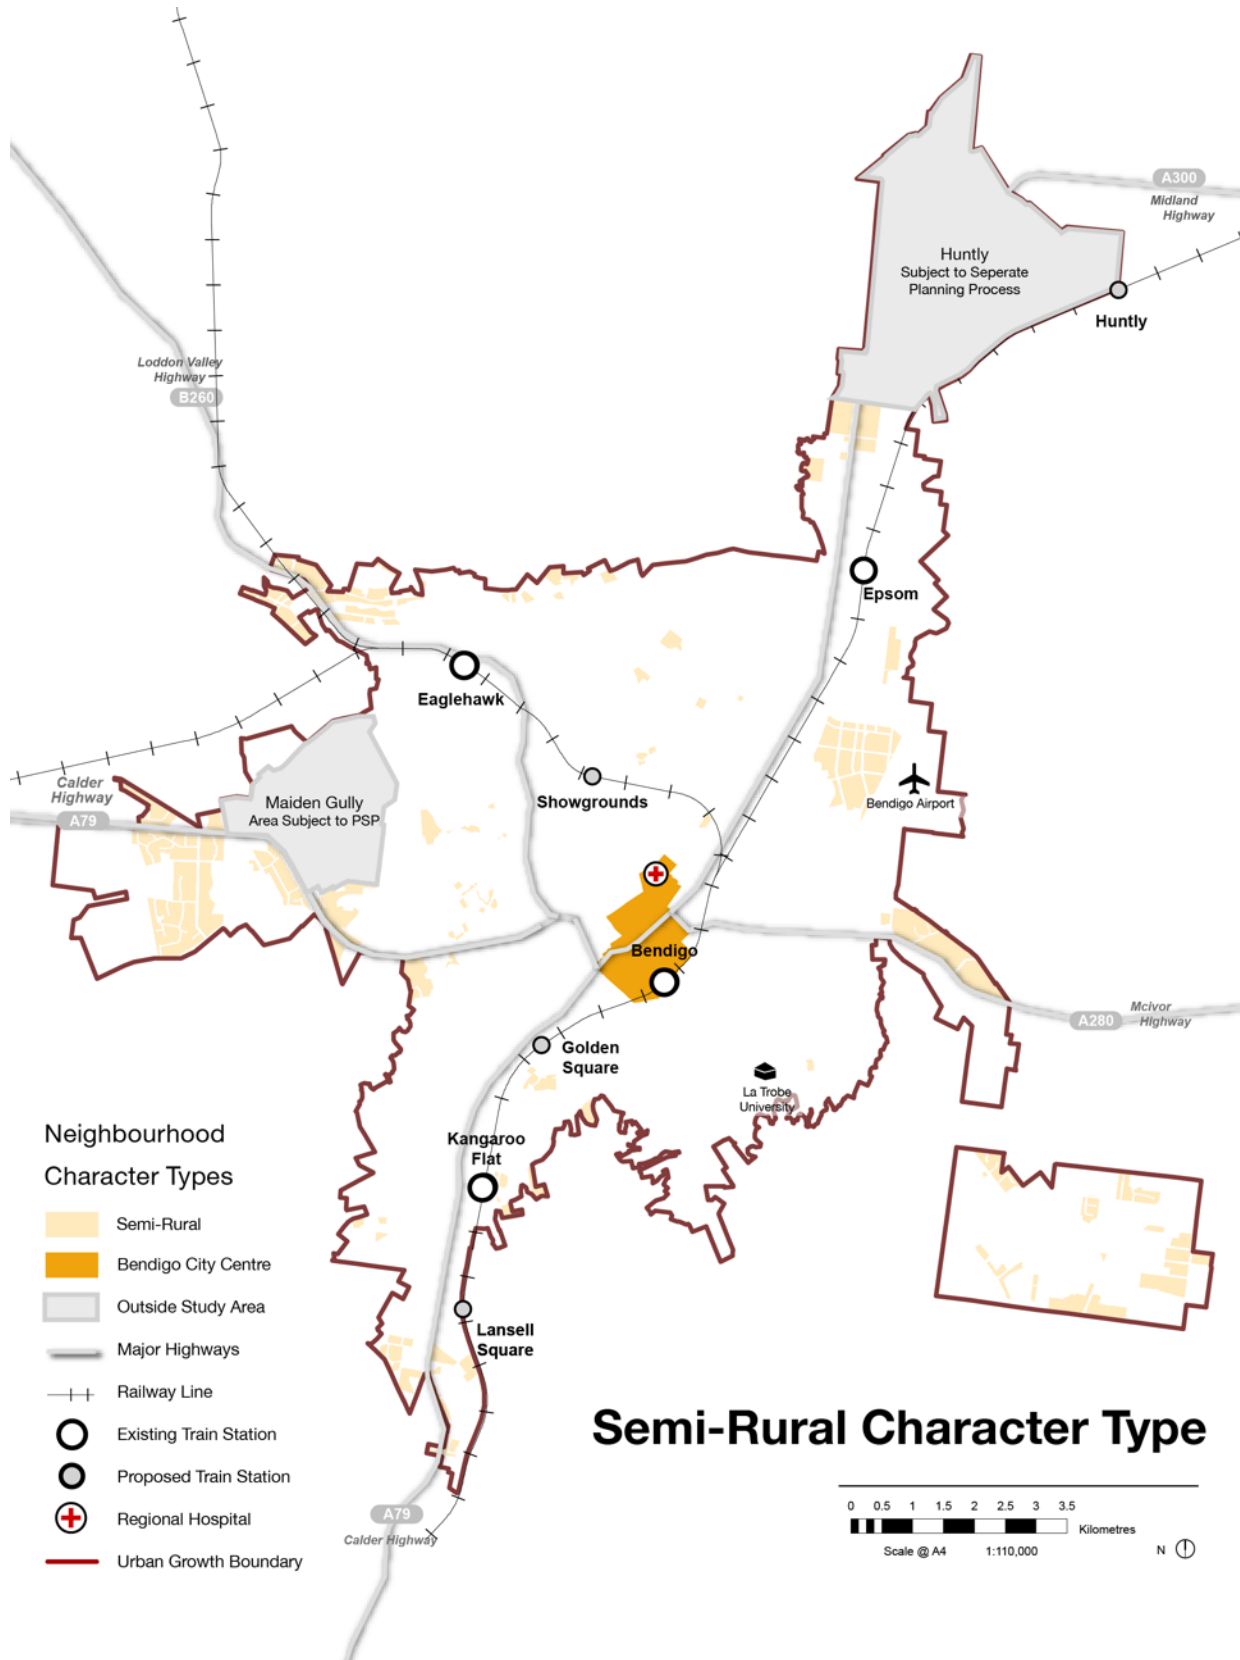 A300
Midland
Highway
Huntly
Subject to Seperate
Planning Process
Huntly
Loddon Valley
Highway
B260
Epsom
Eaglehawk
Calder
Highway
A79
Maiden Gully
Area Subject to PSP
Showgrounds
Bendigo Airport
Bendigo
Mcivor
Highway
A280
Golden
Square
La Trobe
University
Kangaroo
Flat
Lansell
Square
A79
Calder Highway
Neighbourhood
Character Types
Semi-Rural
Bendigo City Centre
Outside Study Area
Major Highways
Railway Line
Existing Train Station
Proposed Train Station
Regional Hospital
Urban Growth Boundary
Semi-Rural Character Type
0 0.5 1 1.5 2 2.5 3 3.5
Kilometres
Scale @ A4 1:110,000
N